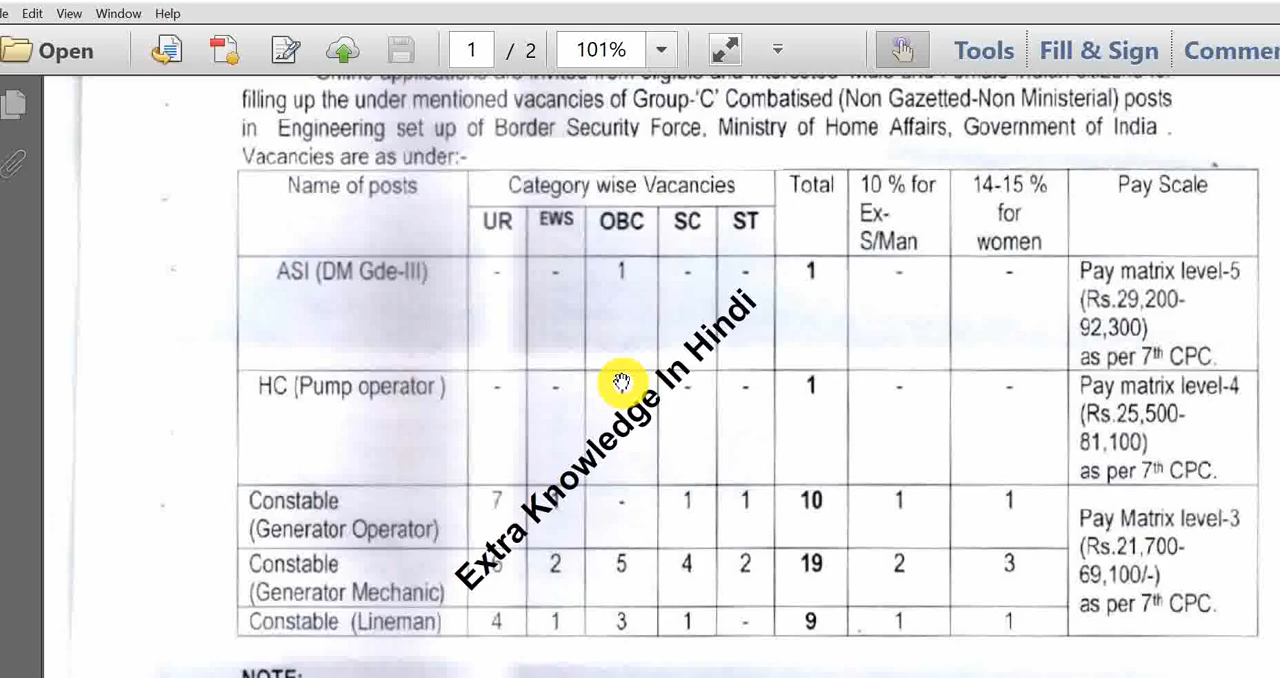 Edit View Window Help
Open 1 / 2 101% Tools Fill & Sign
filling up the under mentioned vacancies of Group-'C' Combatised (Non Gazetted-Non Ministerial) posts
in Engineering set up of Border Security Force, Ministry of Home Affairs, Government of India .
Vacancies are as under:-
Name of posts Category wise Vacancies Total 10 % for Ex-S/Man 14-15 % for women Pay Scale
UR EWS OBC SC ST
ASI (DM Gde-III) - - 1 - - 1 - - Pay matrix level-5
(Rs.29,200-
92,300)
as per 7th CPC.
HC (Pump operator ) - - - - 1 - - Pay matrix level-4
(Rs.25,500-
81,100)
as per 7th CPC.
Constable
(Generator Operator) 7 - 1 1 10 1 1
Constable
(Generator Mechanic) 2 5 4 2 19 2 3
Constable (Lineman) 4 1 3 1 - 9 1 1
Pay Matrix level-3
(Rs.21,700-
69,100/-)
as per 7th CPC.
Extra Knowledge In Hindi
NOTE: